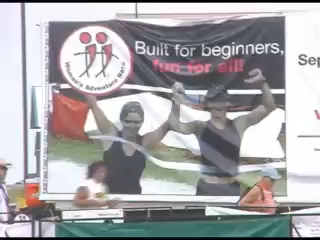 Built for beginners,
fun for all!
Women's Adventure Race
Sep